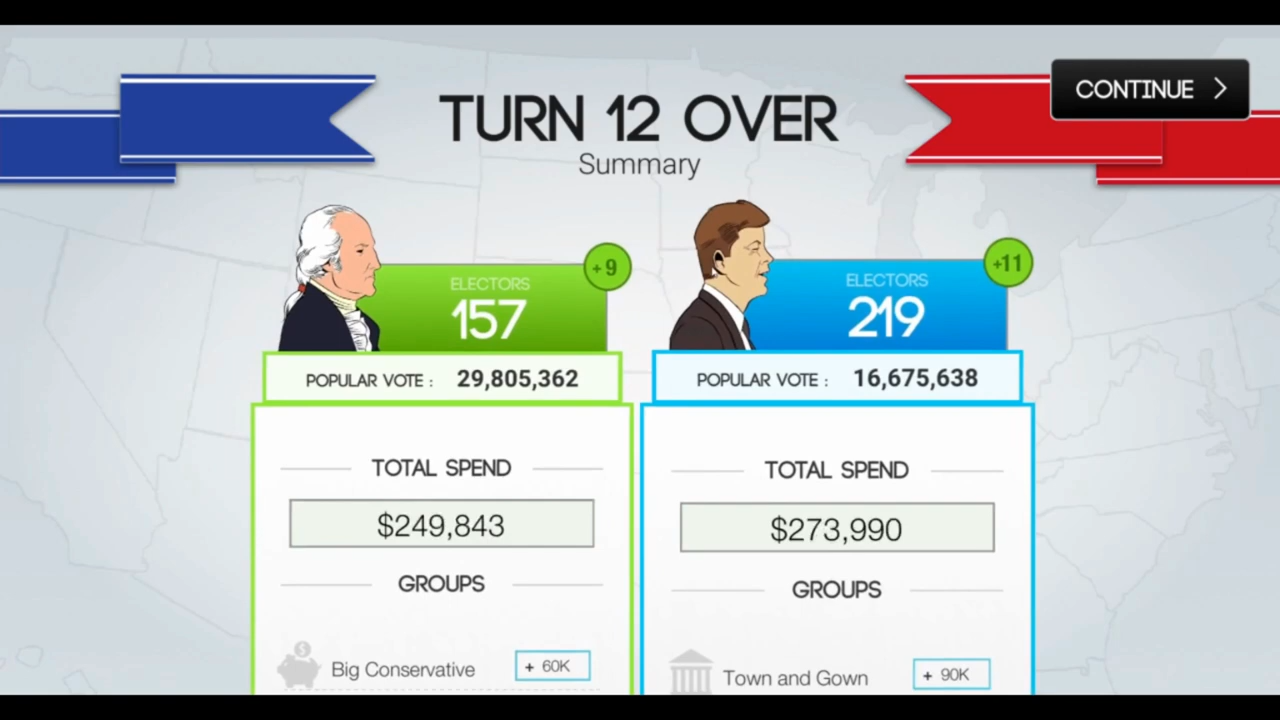 CONTINUE
TURN 12 OVER
Summary
+9
ELECTORS
157
POPULAR VOTE : 29,805,362
TOTAL SPEND
$249,843
GROUPS
$
Big Conservative + 60K
+11
ELECTORS
219
POPULAR VOTE : 16,675,638
TOTAL SPEND
$273,990
GROUPS
Town and Gown + 90K